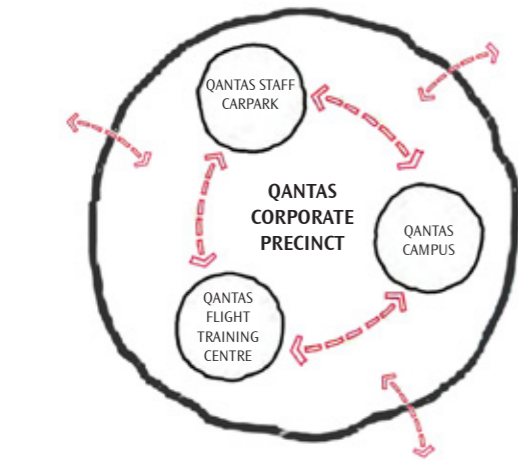 QANTAS STAFF
CARPARK
QANTAS
CORPORATE
PRECINCT
QANTAS
CAMPUS
QANTAS
FLIGHT
TRAINING
CENTRE